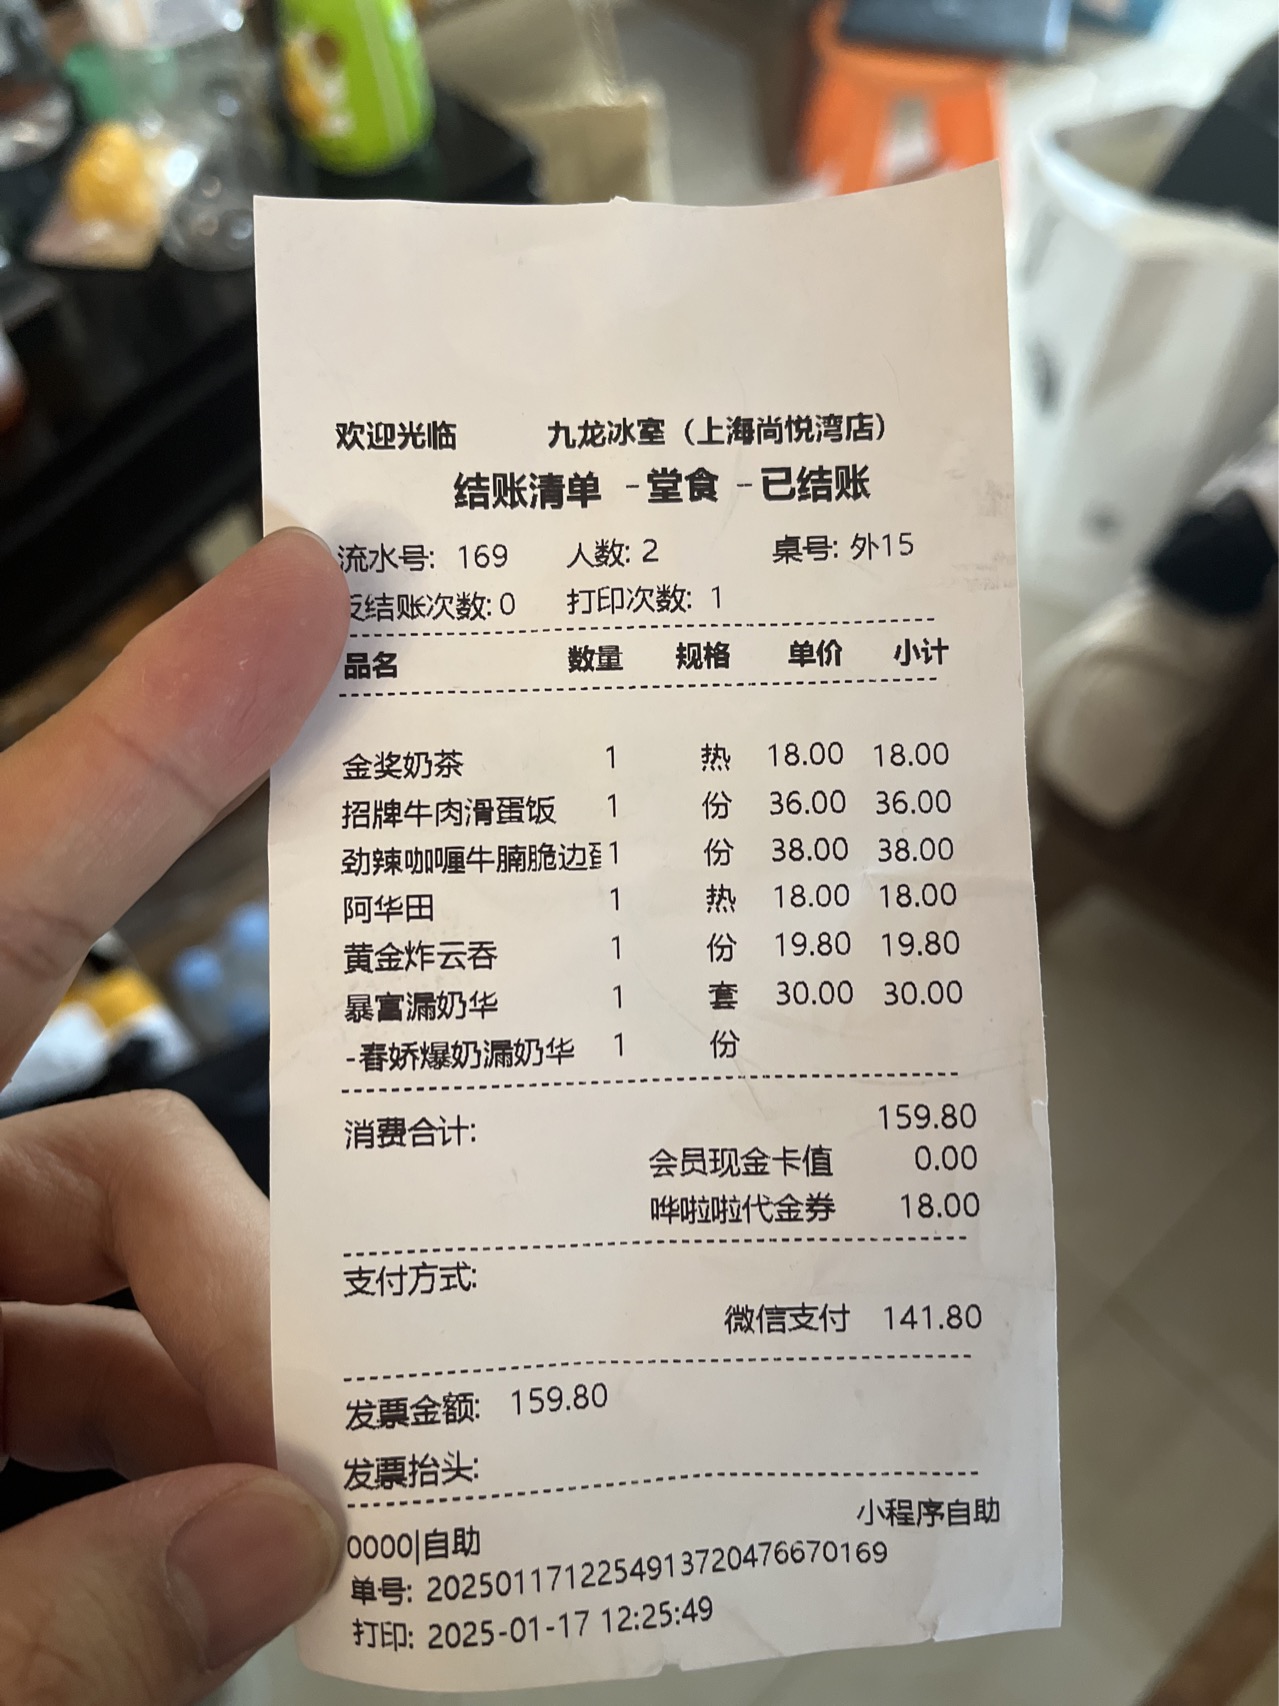 欢迎光临 九龙冰室（上海尚悦湾店）
结账清单 -堂食 -已结账
流水号: 169 人数: 2 桌号: 外15
反结账次数: 0 打印次数: 1
品名 数量 规格 单价 小计
金奖奶茶 1 热 18.00 18.00
招牌牛肉滑蛋饭 1 份 36.00 36.00
劲辣咖喱牛腩脆边 1 份 38.00 38.00
阿华田 1 热 18.00 18.00
黄金炸云吞 1 份 19.80 19.80
暴富漏奶华 1 套 30.00 30.00
-春娇爆奶漏奶华 1 份
消费合计: 159.80
会员现金卡值 0.00
哗啦啦代金券 18.00
支付方式:
微信支付 141.80
发票金额: 159.80
发票抬头:
0000|自助 小程序自助
单号: 20250117122549137204766​70169
打印: 2025-01-17 12:25:49